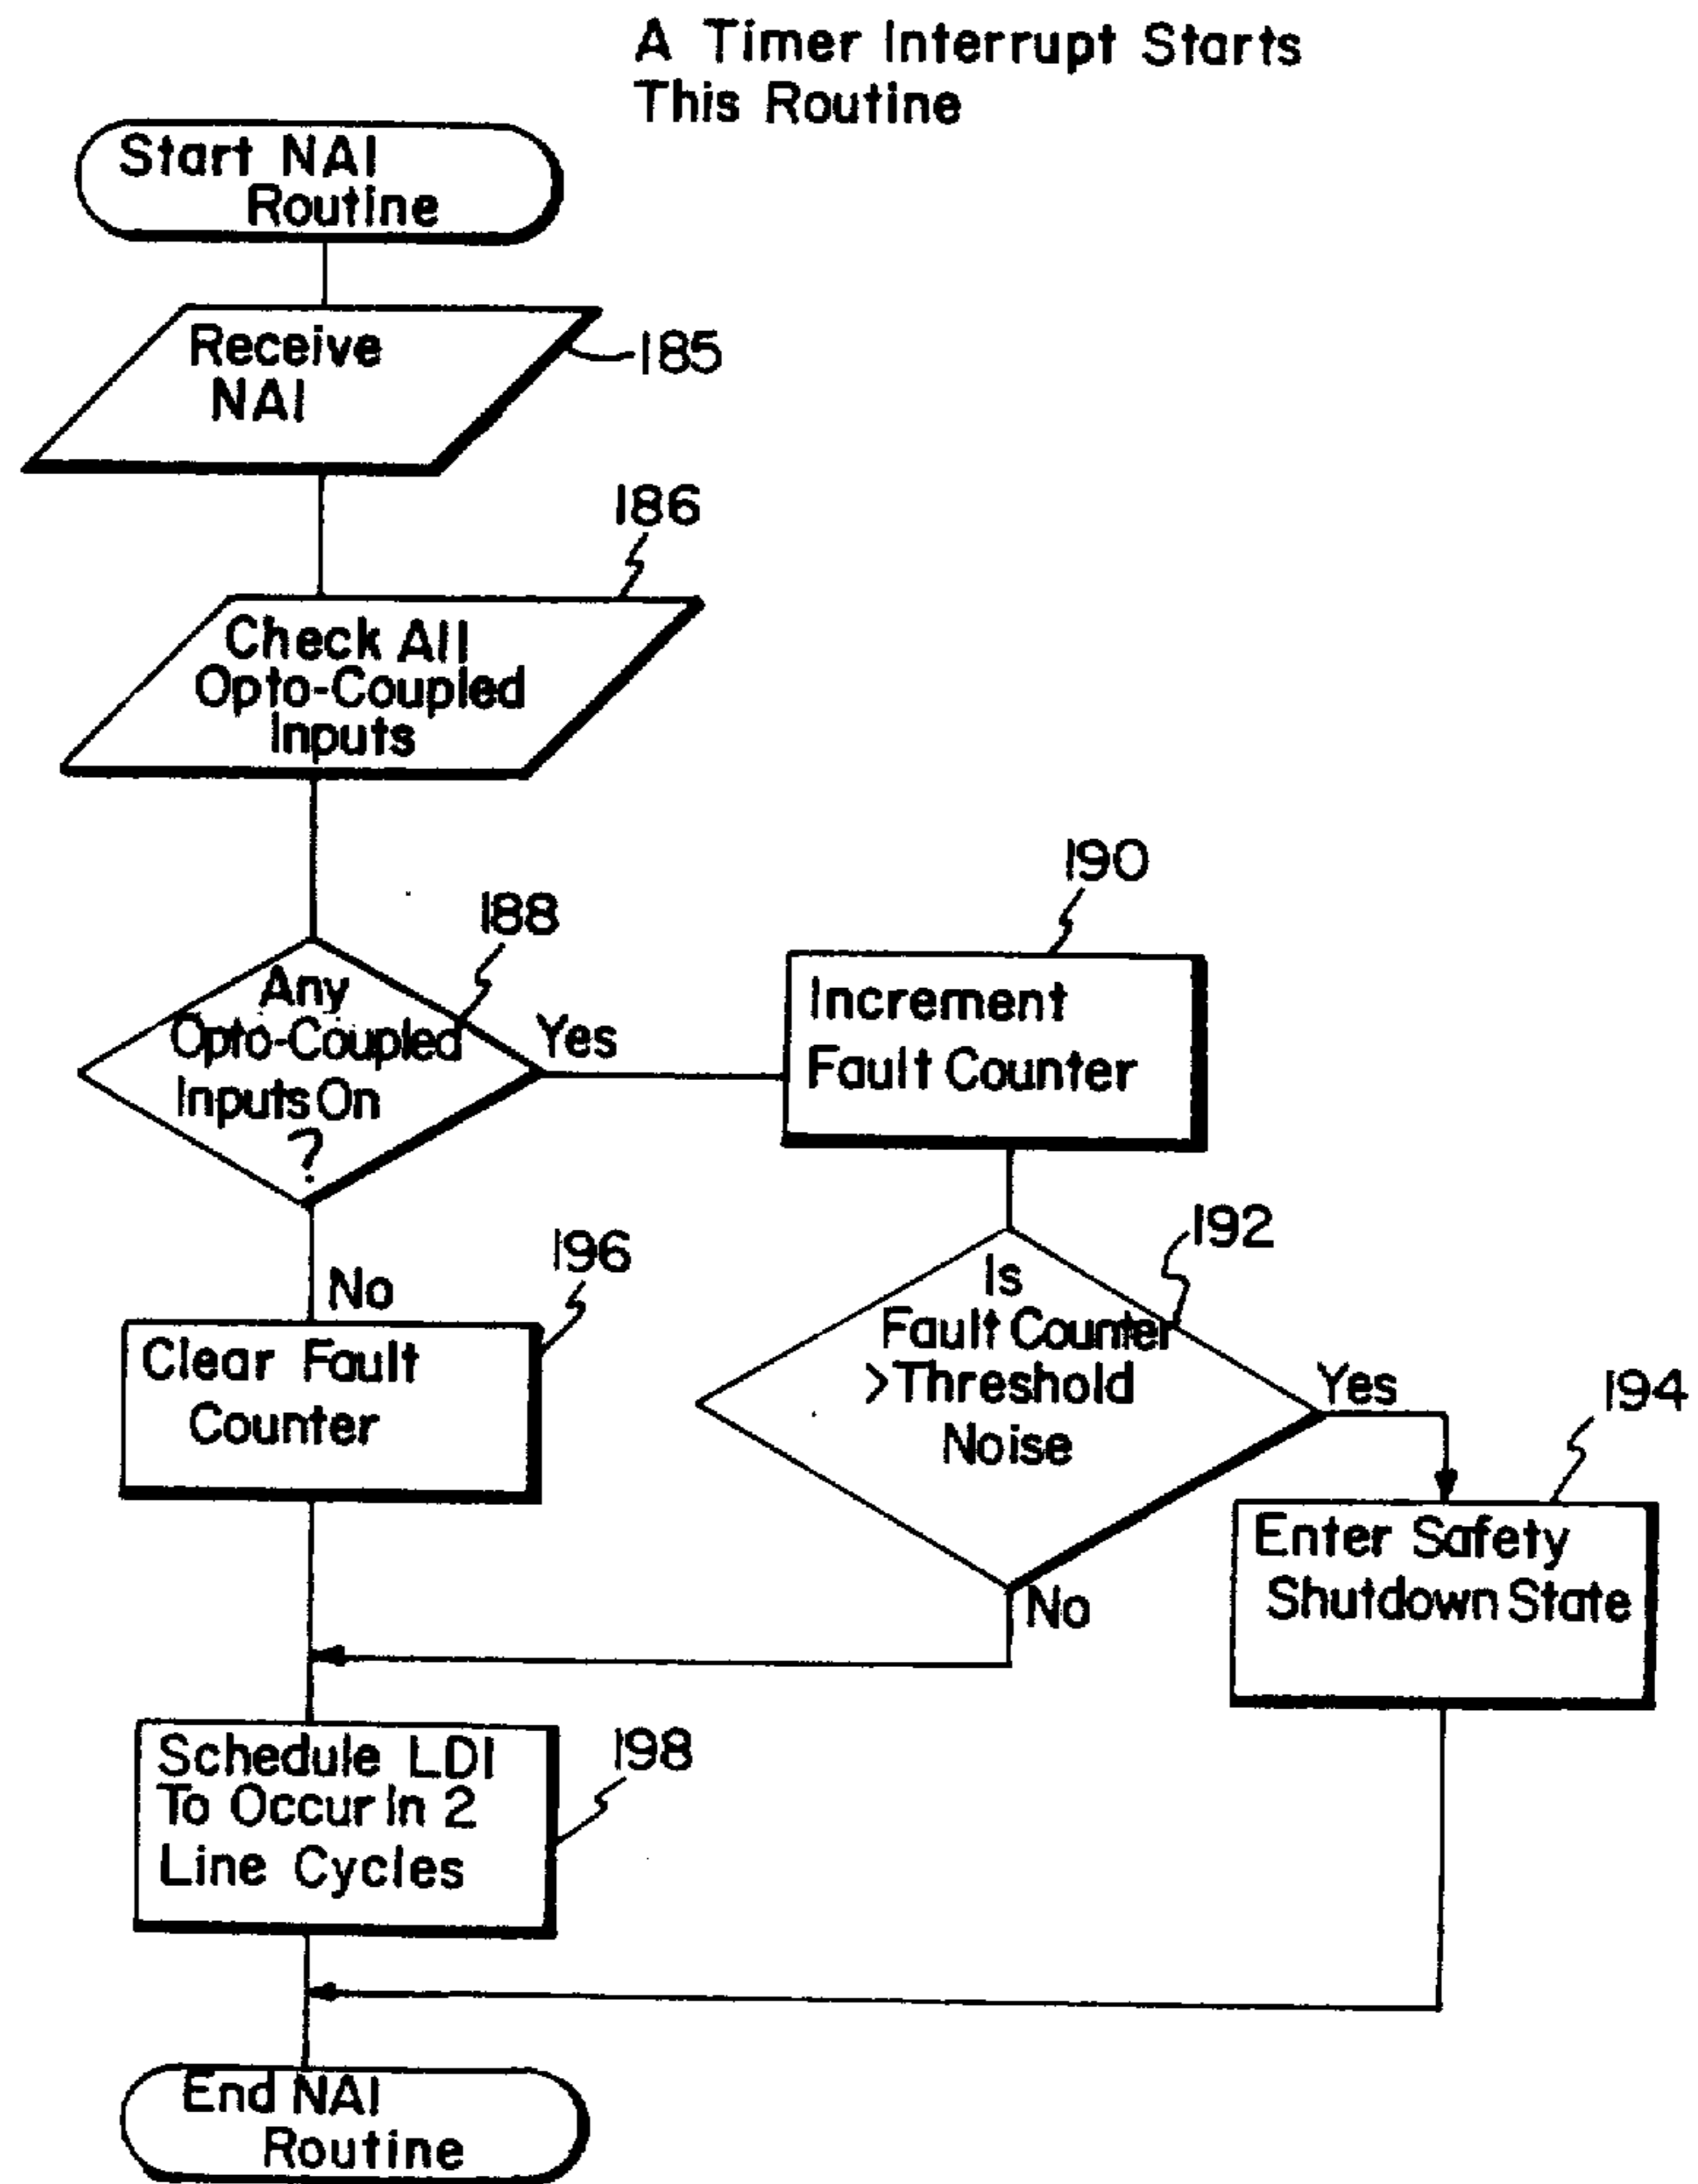 A Timer Interrupt Starts
This Routine
Start NAI
Routine
Receive
NAI
185
186
Check All
Opto-Coupled
Inputs
188
Any
Opto-Coupled
Inputs On
?
Yes
No
190
Increment
Fault Counter
192
Is
Fault Counter
>Threshold
Noise
Yes
No
194
Enter Safety
Shutdown State
196
Clear Fault
Counter
Schedule LDI
To Occur In 2
Line Cycles
198
End NAI
Routine